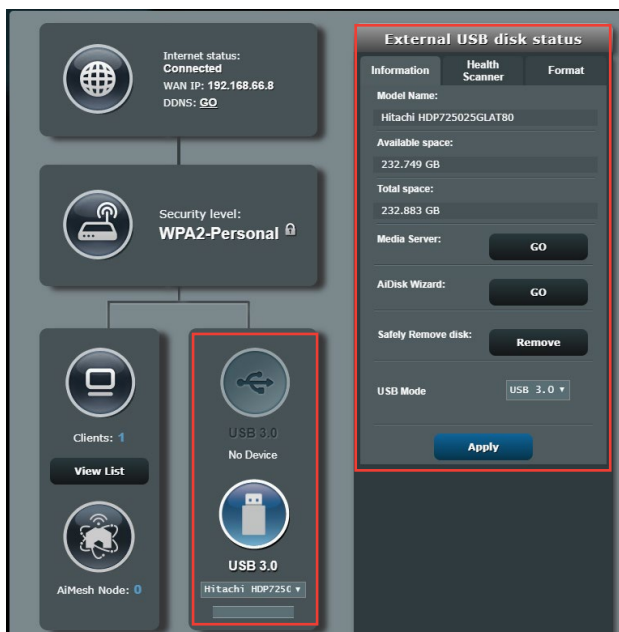 Internet status:
Connected
WAN IP: 192.168.66.8
DDNS: GO
Security level:
WPA2-Personal
Clients: 1
View List
AiMesh Node: 0
USB 3.0
No Device
USB 3.0
Hitachi HDP725C
External USB disk status
Information
Health
Scanner
Format
Model Name:
Hitachi HDP725025GLAT80
Available space:
232.749 GB
Total space:
232.883 GB
Media Server:
GO
AiDisk Wizard:
GO
Safely Remove disk:
Remove
USB Mode
USB 3.0
Apply